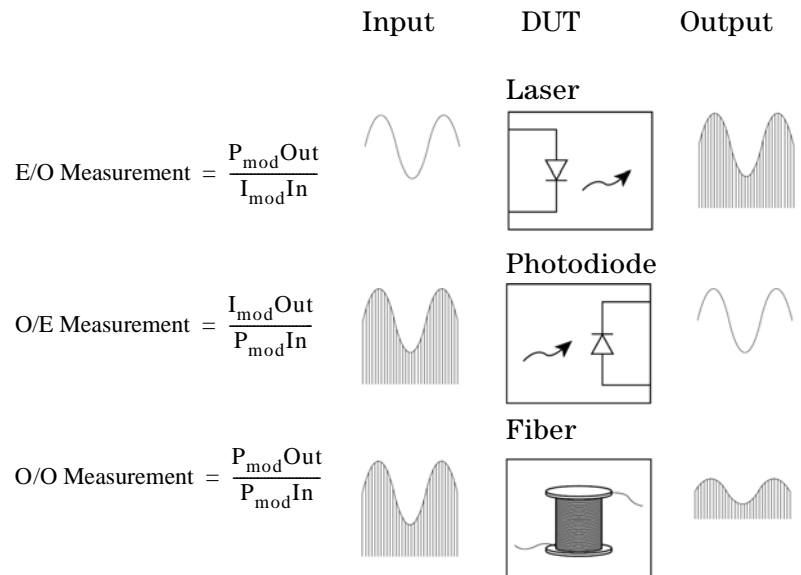 Input DUT Output
Laser
E/O Measurement = P_mod Out / I_mod In
Photodiode
O/E Measurement = I_mod Out / P_mod In
Fiber
O/O Measurement = P_mod Out / P_mod In